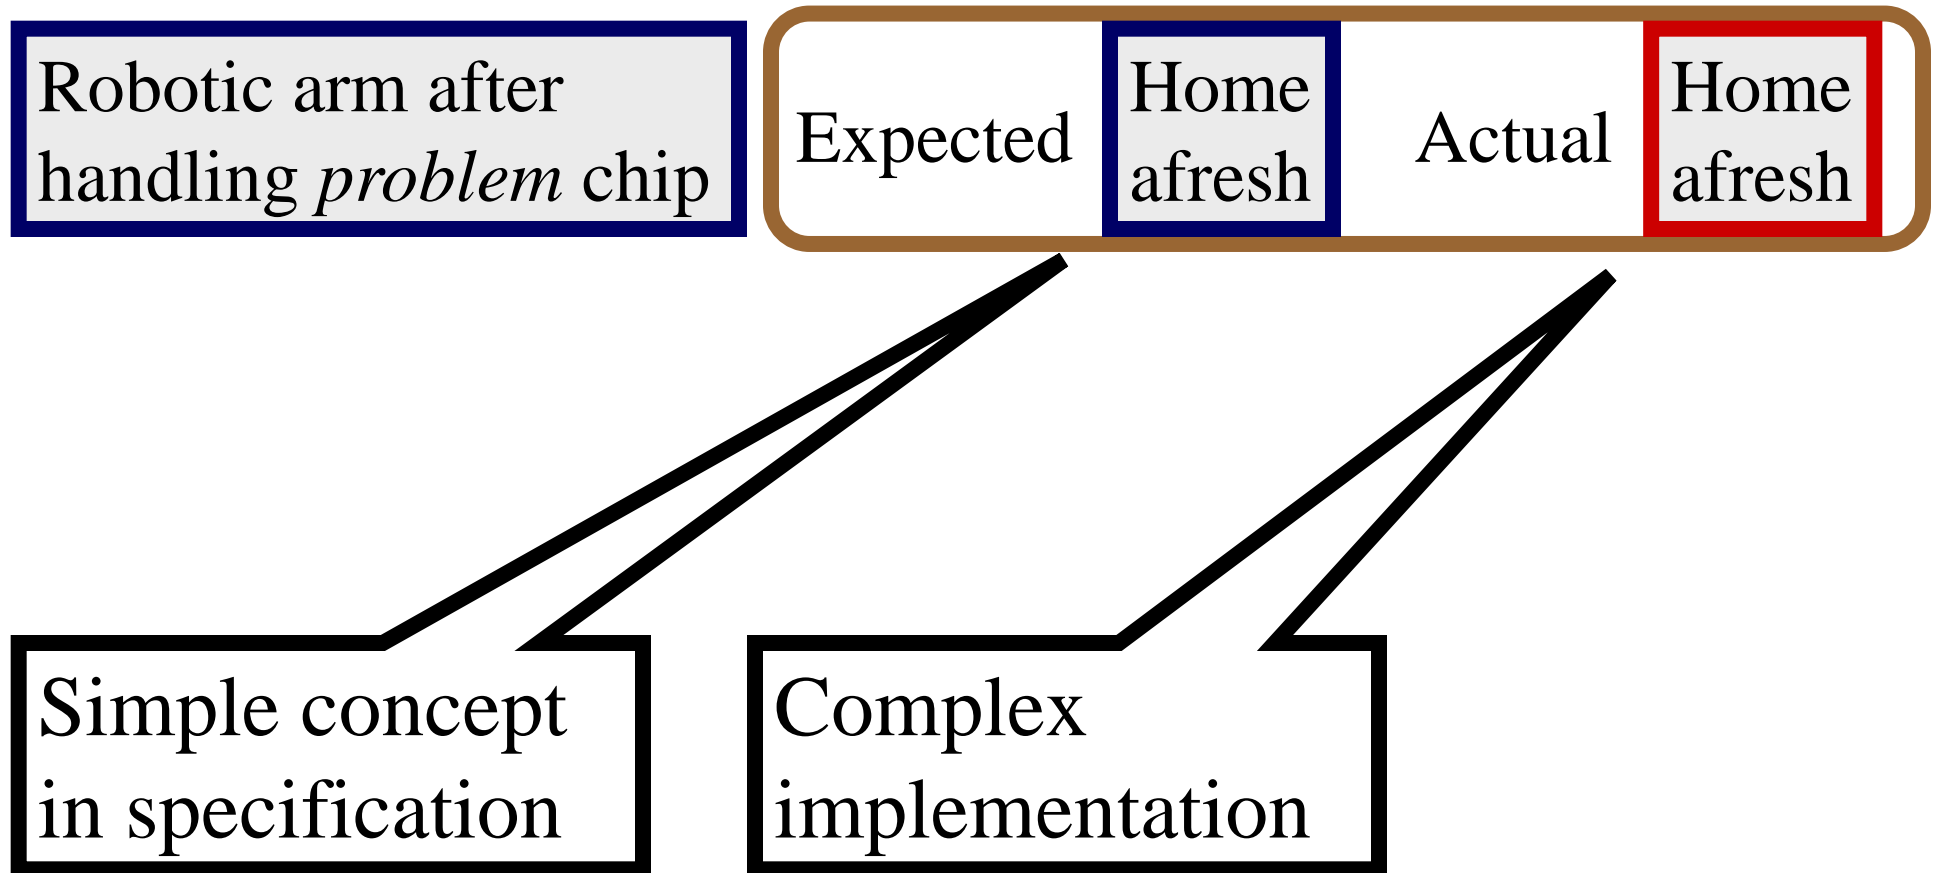 Robotic arm after
handling problem chip
Expected
Home
afresh
Actual
Home
afresh
Simple concept
in specification
Complex
implementation